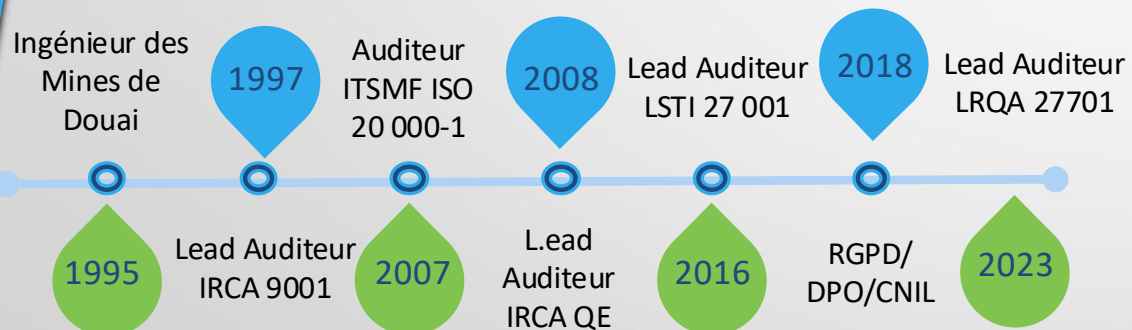 Ingénieur des
Mines de
Douai
1995
1997
Lead Auditeur
IRCA 9001
Auditeur
ITSMF ISO
20 000-1
2007
2008
L.ead
Auditeur
IRCA QE
Lead Auditeur
LSTI 27 001
2016
2018
RGPD/
DPO/CNIL
Lead Auditeur
LRQA 27701
2023